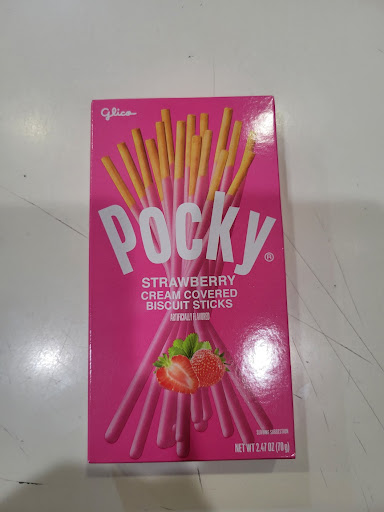 glico
POCKY®
STRAWBERRY
CREAM COVERED
BISCUIT STICKS
ARTIFICIALLY FLAVORED
SERVING SUGGESTION
NET WT 2.47 OZ (70g)